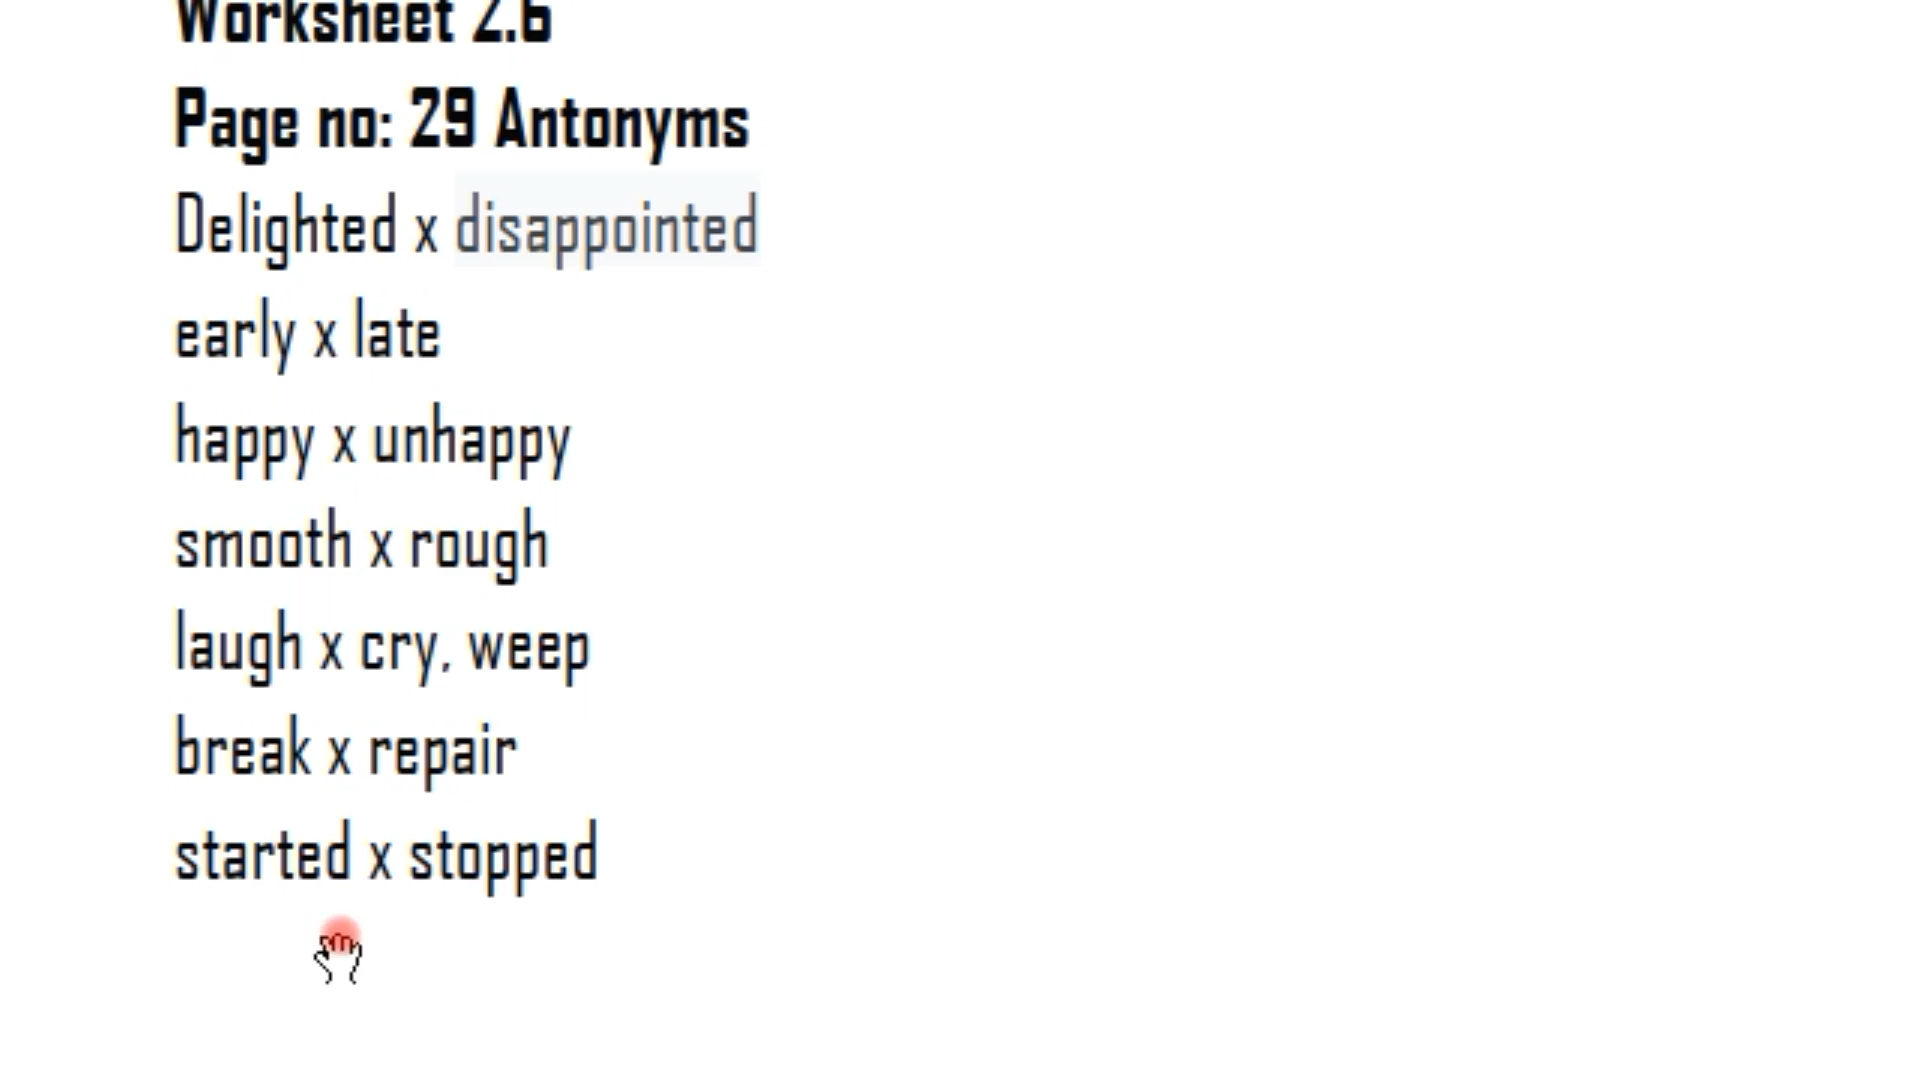 Worksheet 2.6
Page no: 29 Antonyms
Delighted x disappointed
early x late
happy x unhappy
smooth x rough
laugh x cry, weep
break x repair
started x stopped